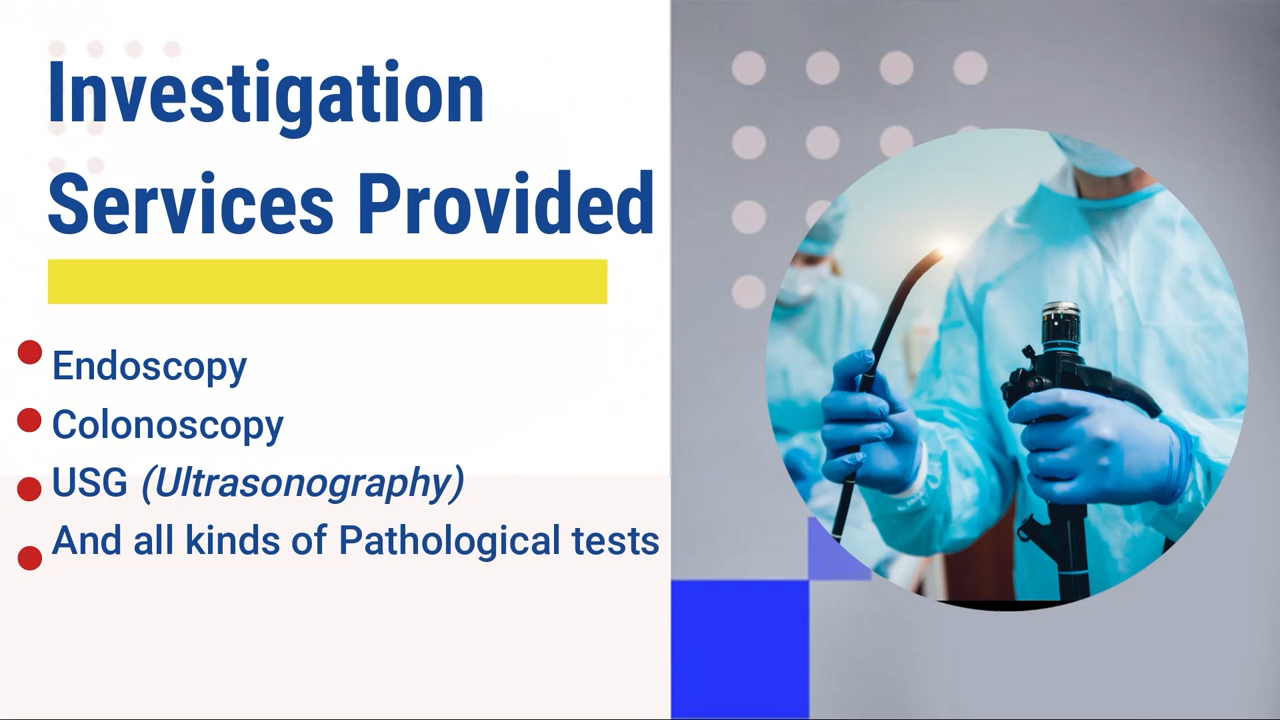 Investigation
Services Provided
Endoscopy
Colonoscopy
USG (Ultrasonography)
And all kinds of Pathological tests